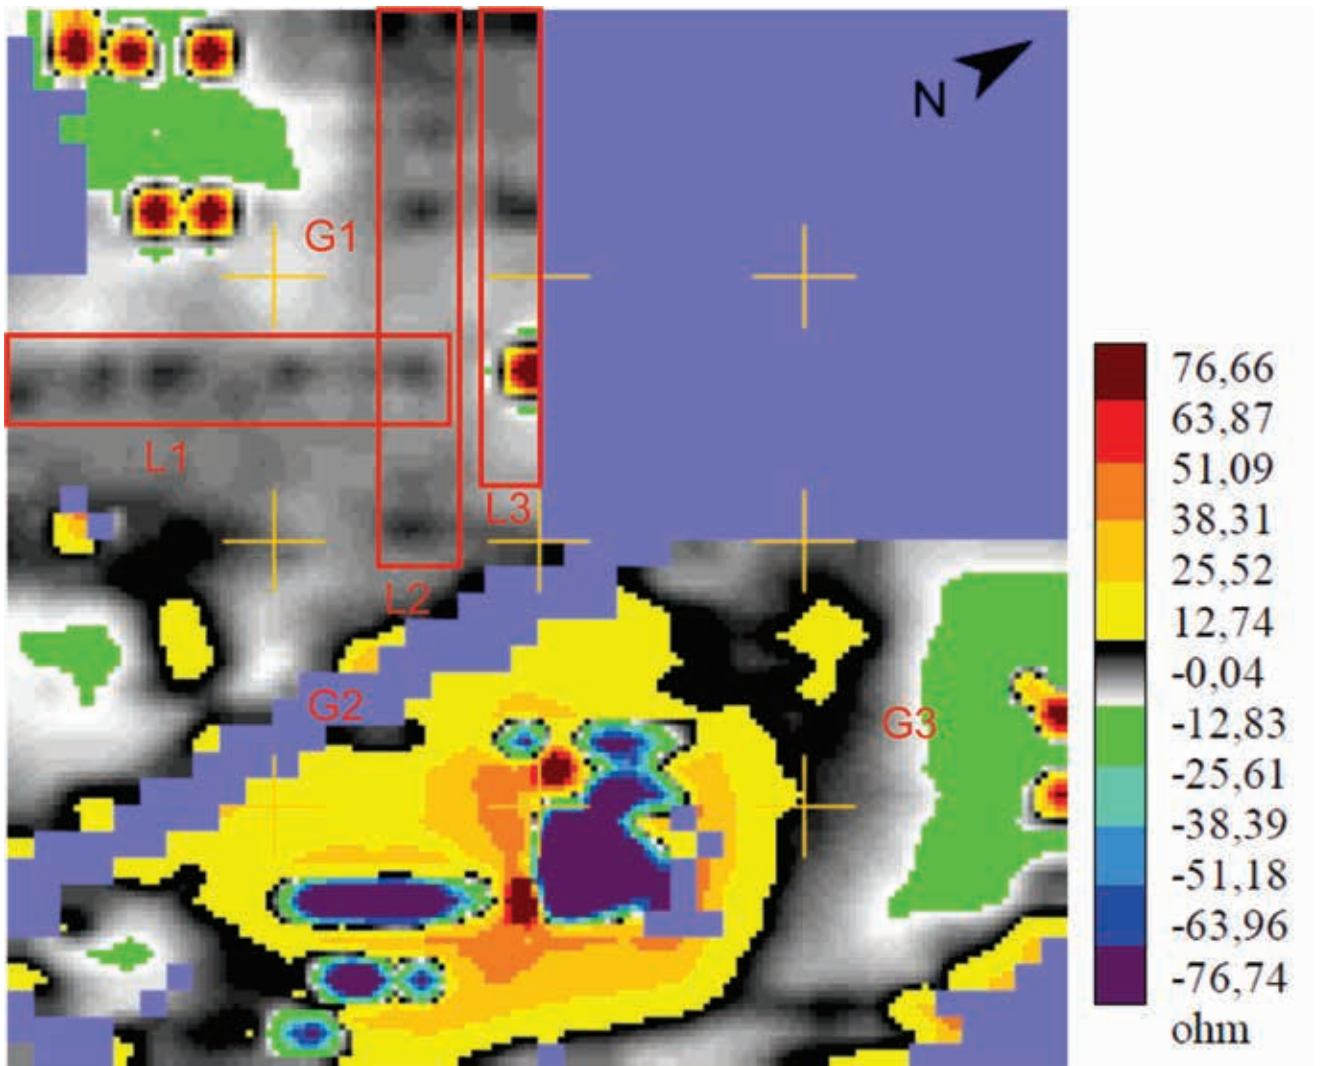 N
G1
L1
L3
L2
G2
G3
76,66
63,87
51,09
38,31
25,52
12,74
-0,04
-12,83
-25,61
-38,39
-51,18
-63,96
-76,74
ohm